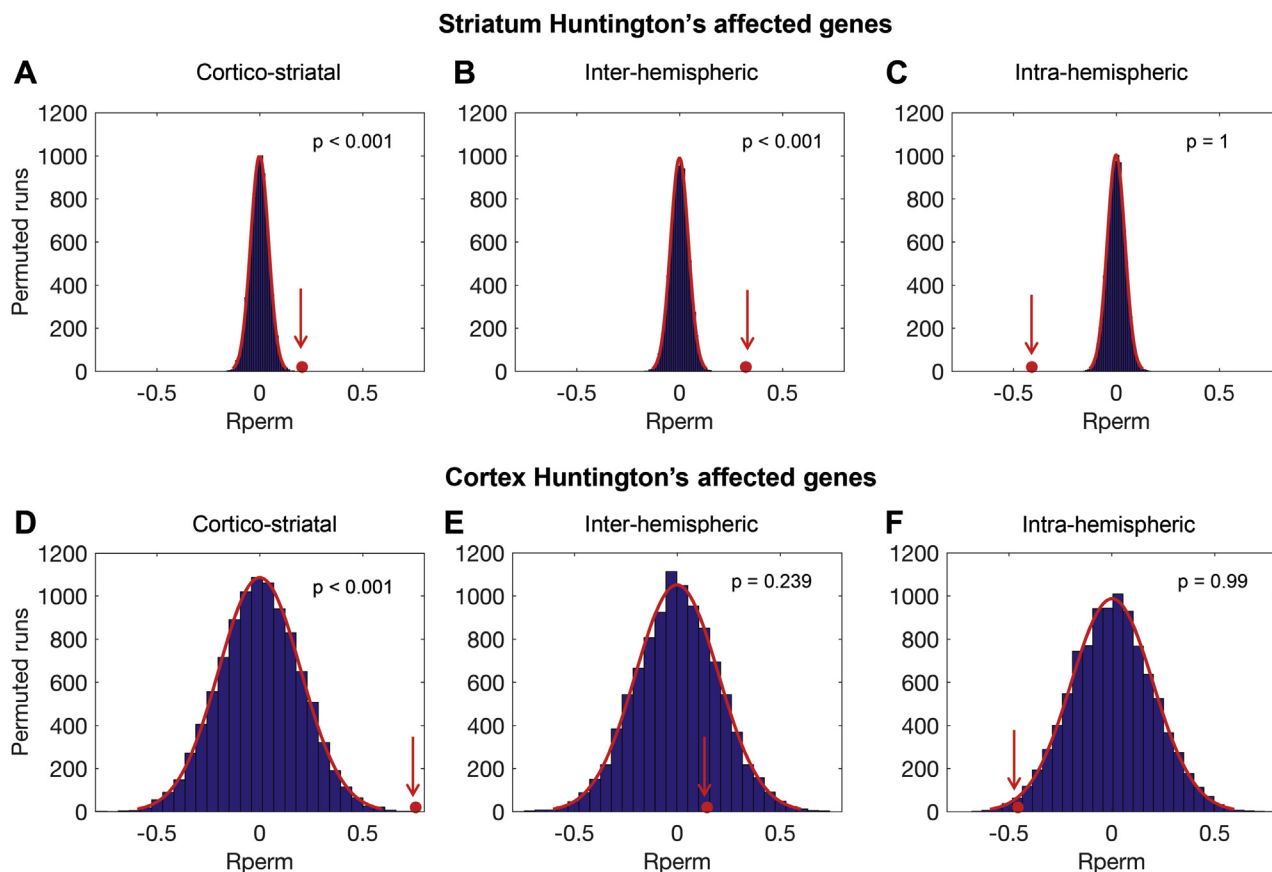 Striatum Huntington's affected genes
A
Cortico-striatal
B
Inter-hemispheric
C
Intra-hemispheric
Permuted runs
1200
1000
800
600
400
200
0
p < 0.001
-0.5 0 0.5
Rperm
1200
1000
800
600
400
200
0
p < 0.001
-0.5 0 0.5
Rperm
1200
1000
800
600
400
200
0
p = 1
-0.5 0 0.5
Rperm
Cortex Huntington's affected genes
D
Cortico-striatal
E
Inter-hemispheric
F
Intra-hemispheric
Permuted runs
1200
1000
800
600
400
200
0
p < 0.001
-0.5 0 0.5
Rperm
1200
1000
800
600
400
200
0
p = 0.239
-0.5 0 0.5
Rperm
1200
1000
800
600
400
200
0
p = 0.99
-0.5 0 0.5
Rperm